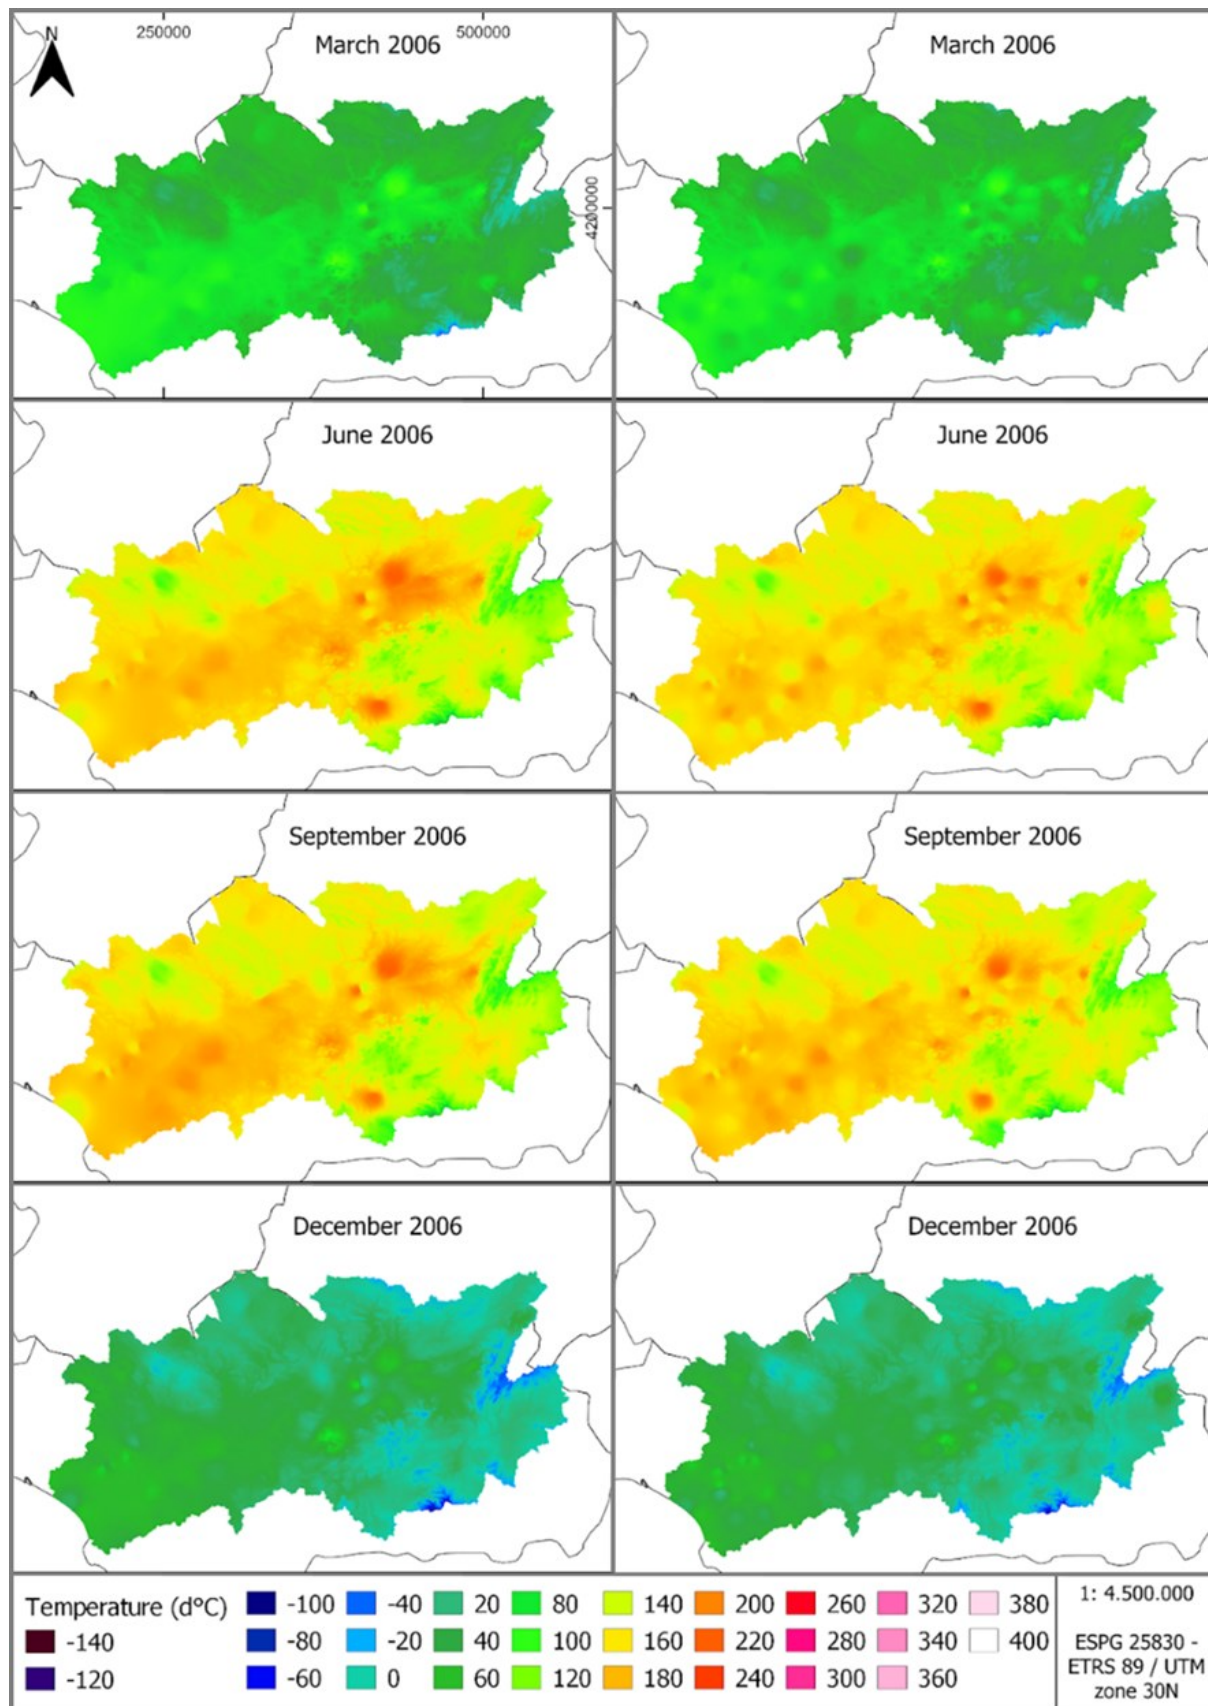 N
250000
500000
March 2006
March 2006
4200000
June 2006
June 2006
September 2006
September 2006
December 2006
December 2006
Temperature (d°C)
-140
-120
-100
-80
-60
-40
-20
0
20
40
60
80
100
120
140
160
180
200
220
240
260
280
300
320
340
360
380
400
1: 4.500.000
ESPG 25830 -
ETRS 89 / UTM
zone 30N